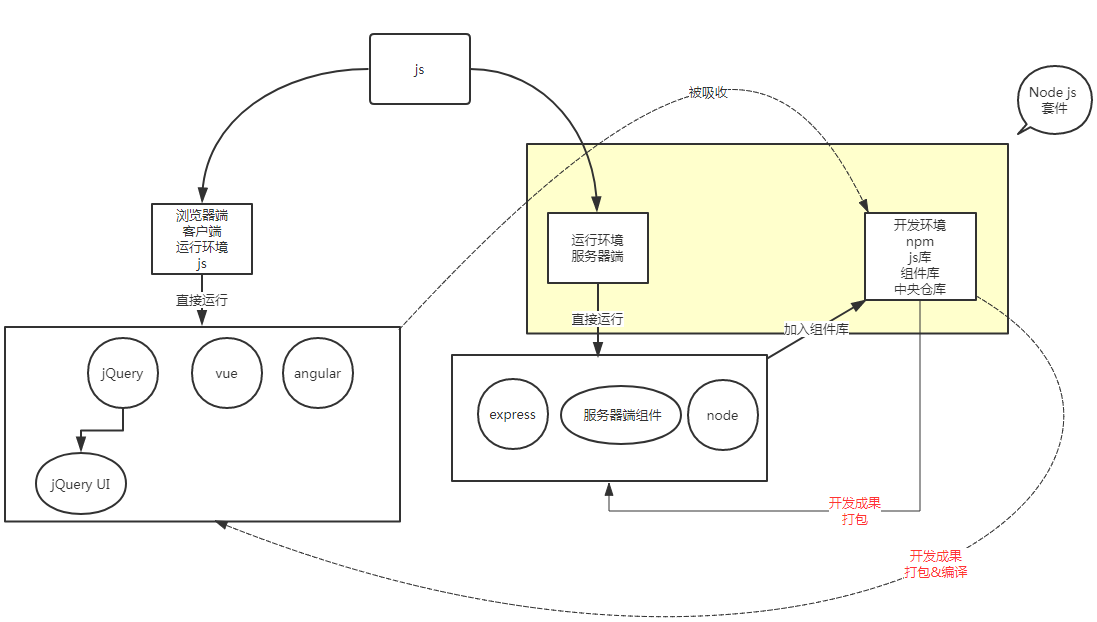 js
被吸收
Node js
套件
浏览器端
客户端
运行环境
js
运行环境
服务器端
开发环境
npm
js库
组件库
中央仓库
直接运行
直接运行
加入组件库
jQuery
vue
angular
express
服务器端组件
node
jQuery UI
开发成果
打包
开发成果
打包&编译